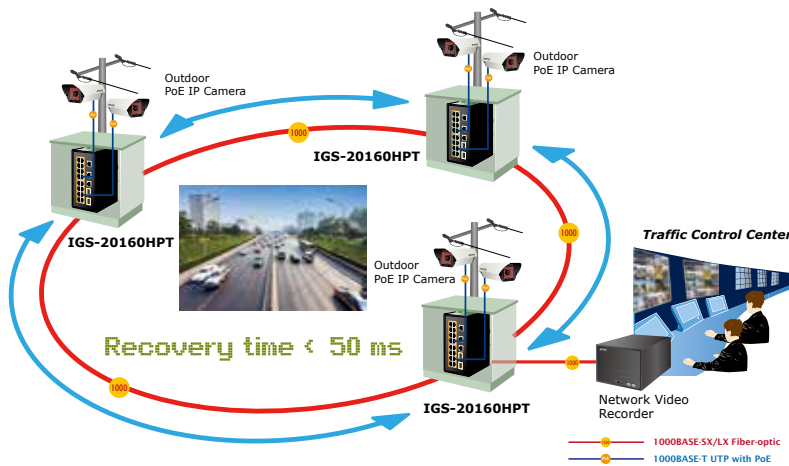 Outdoor
PoE IP Camera
Outdoor
PoE IP Camera
1000
IGS-20160HPT
IGS-20160HPT
1000
Traffic Control Center
Outdoor
PoE IP Camera
Recovery time < 50 ms
1000
1000
IGS-20160HPT
Network Video
Recorder
1000BASE-SX/LX Fiber-optic
1000BASE-T UTP with PoE